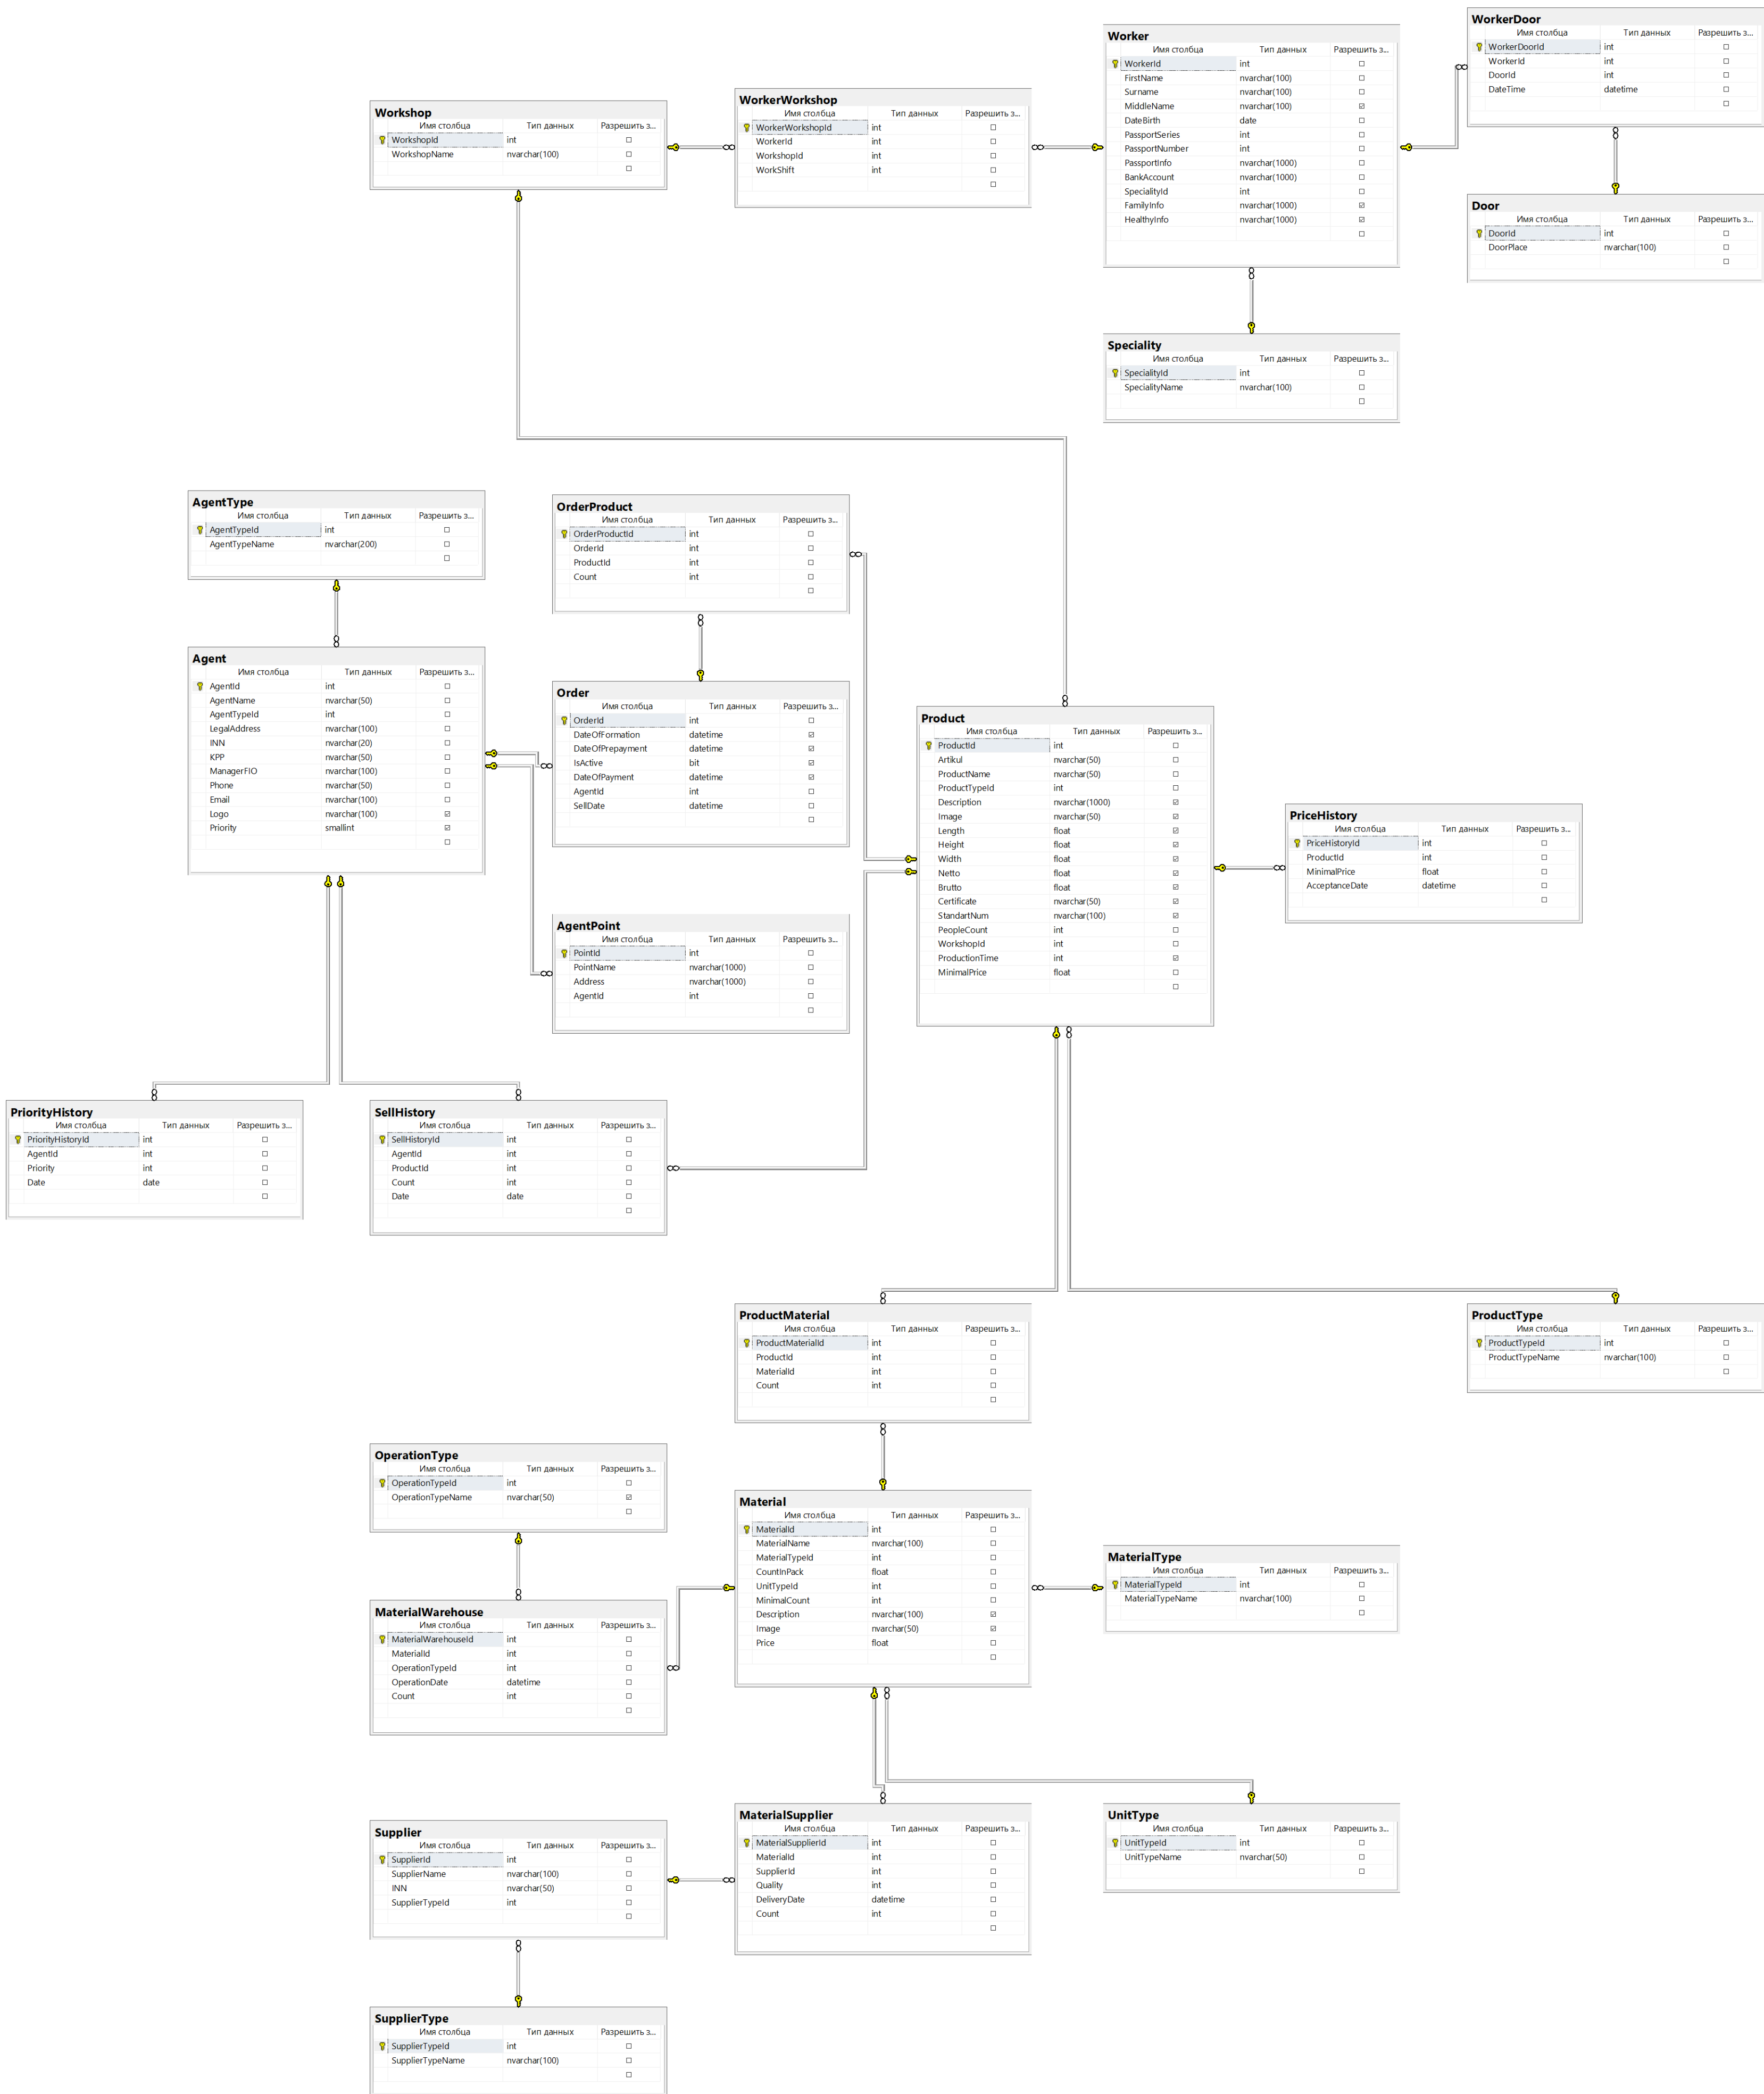 WorkerDoor
Имя столбца Тип данных Разрешить з...
WorkerDoorId int
WorkerId int
DoorId int
DateTime datetime
Worker
Имя столбца Тип данных Разрешить з...
WorkerId int
FirstName nvarchar(100)
Surname nvarchar(100)
MiddleName nvarchar(100)
DateBirth date
PassportSeries int
PassportNumber int
PassportInfo nvarchar(1000)
BankAccount nvarchar(1000)
SpecialityId int
FamilyInfo nvarchar(1000)
HealthyInfo nvarchar(1000)
WorkerWorkshop
Имя столбца Тип данных Разрешить з...
WorkerWorkshopId int
WorkerId int
WorkshopId int
WorkShift int
Workshop
Имя столбца Тип данных Разрешить з...
WorkshopId int
WorkshopName nvarchar(100)
Door
Имя столбца Тип данных Разрешить з...
DoorId int
DoorPlace nvarchar(100)
Speciality
Имя столбца Тип данных Разрешить з...
SpecialityId int
SpecialityName nvarchar(100)
AgentType
Имя столбца Тип данных Разрешить з...
AgentTypeId int
AgentTypeName nvarchar(200)
OrderProduct
Имя столбца Тип данных Разрешить з...
OrderProductId int
OrderId int
ProductId int
Count int
Agent
Имя столбца Тип данных Разрешить з...
AgentId int
AgentName nvarchar(50)
AgentTypeId int
LegalAddress nvarchar(100)
INN nvarchar(20)
KPP nvarchar(50)
ManagerFIO nvarchar(100)
Phone nvarchar(50)
Email nvarchar(100)
Logo nvarchar(100)
Priority smallint
Order
Имя столбца Тип данных Разрешить з...
OrderId int
DateOfFormation datetime
DateOfPrepayment datetime
IsActive bit
DateOfPayment datetime
AgentId int
SellDate datetime
Product
Имя столбца Тип данных Разрешить з...
ProductId int
Artikul nvarchar(50)
ProductName nvarchar(50)
ProductTypeId int
Description nvarchar(1000)
Image nvarchar(50)
Length float
Height float
Width float
Netto float
Brutto float
Certificate nvarchar(50)
StandartNum nvarchar(100)
PeopleCount int
WorkshopId int
ProductionTime int
MinimalPrice float
PriceHistory
Имя столбца Тип данных Разрешить з...
PriceHistoryId int
ProductId int
MinimalPrice float
AcceptanceDate datetime
AgentPoint
Имя столбца Тип данных Разрешить з...
PointId int
PointName nvarchar(1000)
Address nvarchar(1000)
AgentId int
PriorityHistory
Имя столбца Тип данных Разрешить з...
PriorityHistoryId int
AgentId int
Priority int
Date date
SellHistory
Имя столбца Тип данных Разрешить з...
SellHistoryId int
AgentId int
ProductId int
Count int
Date date
ProductMaterial
Имя столбца Тип данных Разрешить з...
ProductMaterialId int
ProductId int
MaterialId int
Count int
ProductType
Имя столбца Тип данных Разрешить з...
ProductTypeId int
ProductTypeName nvarchar(100)
OperationType
Имя столбца Тип данных Разрешить з...
OperationTypeId int
OperationTypeName nvarchar(50)
Material
Имя столбца Тип данных Разрешить з...
MaterialId int
MaterialName nvarchar(100)
MaterialTypeId int
CountInPack float
UnitTypeId int
MinimalCount int
Description nvarchar(100)
Image nvarchar(50)
Price float
MaterialType
Имя столбца Тип данных Разрешить з...
MaterialTypeId int
MaterialTypeName nvarchar(100)
MaterialWarehouse
Имя столбца Тип данных Разрешить з...
MaterialWarehouseId int
MaterialId int
OperationTypeId int
OperationDate datetime
Count int
MaterialSupplier
Имя столбца Тип данных Разрешить з...
MaterialSupplierId int
MaterialId int
SupplierId int
Quality int
DeliveryDate datetime
Count int
UnitType
Имя столбца Тип данных Разрешить з...
UnitTypeId int
UnitTypeName nvarchar(50)
Supplier
Имя столбца Тип данных Разрешить з...
SupplierId int
SupplierName nvarchar(100)
INN nvarchar(50)
SupplierTypeId int
SupplierType
Имя столбца Тип данных Разрешить з...
SupplierTypeId int
SupplierTypeName nvarchar(100)